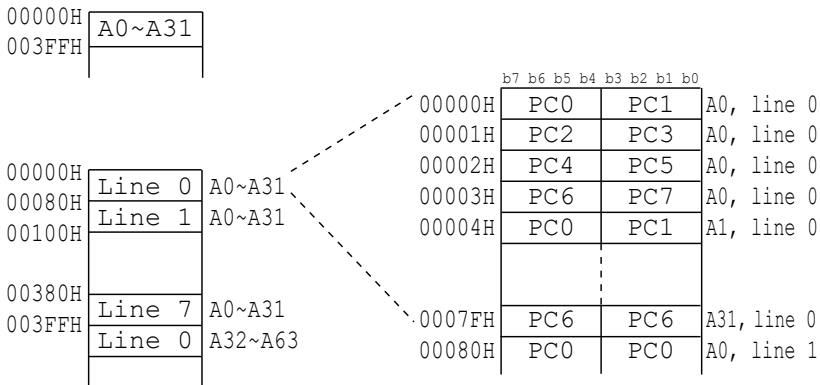 00000H
A0~A31
003FFH
00000H
Line 0 A0~A31
00080H
Line 1 A0~A31
00100H
00380H
Line 7 A0~A31
003FFH
Line 0 A32~A63
b7 b6 b5 b4 b3 b2 b1 b0
00000H PC0 PC1 A0, line 0
00001H PC2 PC3 A0, line 0
00002H PC4 PC5 A0, line 0
00003H PC6 PC7 A0, line 0
00004H PC0 PC1 A1, line 0
0007FH PC6 PC6 A31, line 0
00080H PC0 PC0 A0, line 1